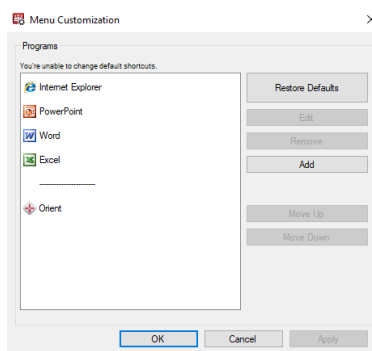 Menu Customization
Programs
You're unable to change default shortcuts.
Internet Explorer
PowerPoint
Word
Excel
--------------------
Orient
Restore Defaults
Edit
Remove
Add
Move Up
Move Down
OK
Cancel
Apply